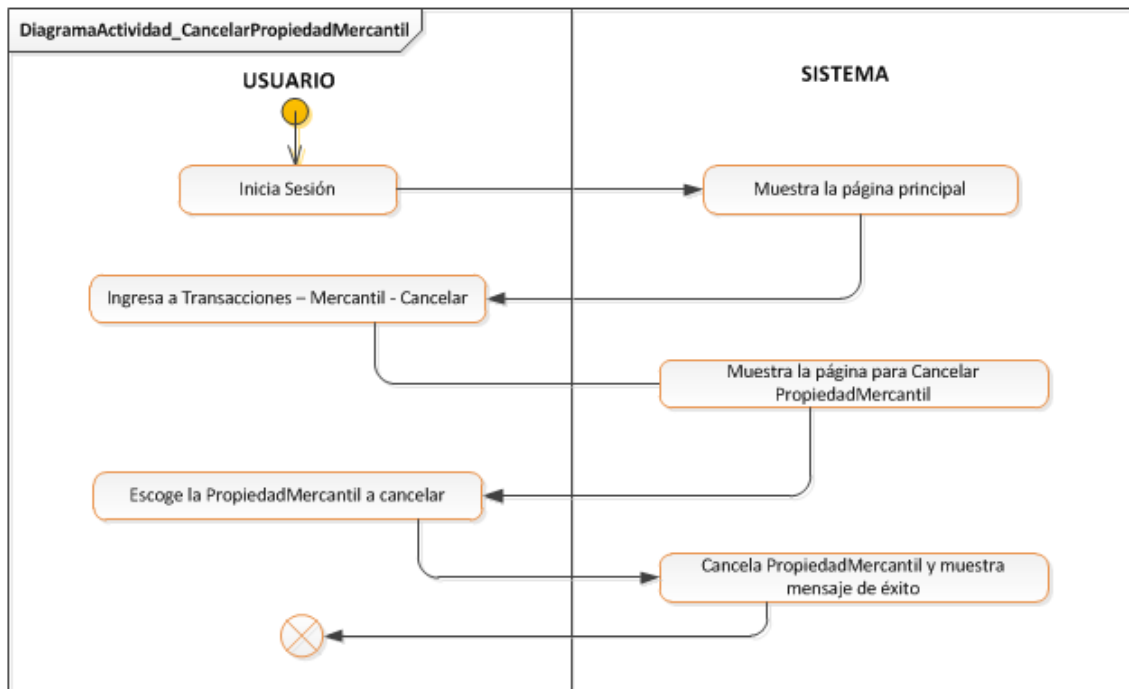 DiagramaActividad_CancelarPropiedadMercantil
USUARIO
SISTEMA
Inicia Sesión
Muestra la página principal
Ingresa a Transacciones – Mercantil - Cancelar
Muestra la página para Cancelar
PropiedadMercantil
Escoge la PropiedadMercantil a cancelar
Cancela PropiedadMercantil y muestra
mensaje de éxito